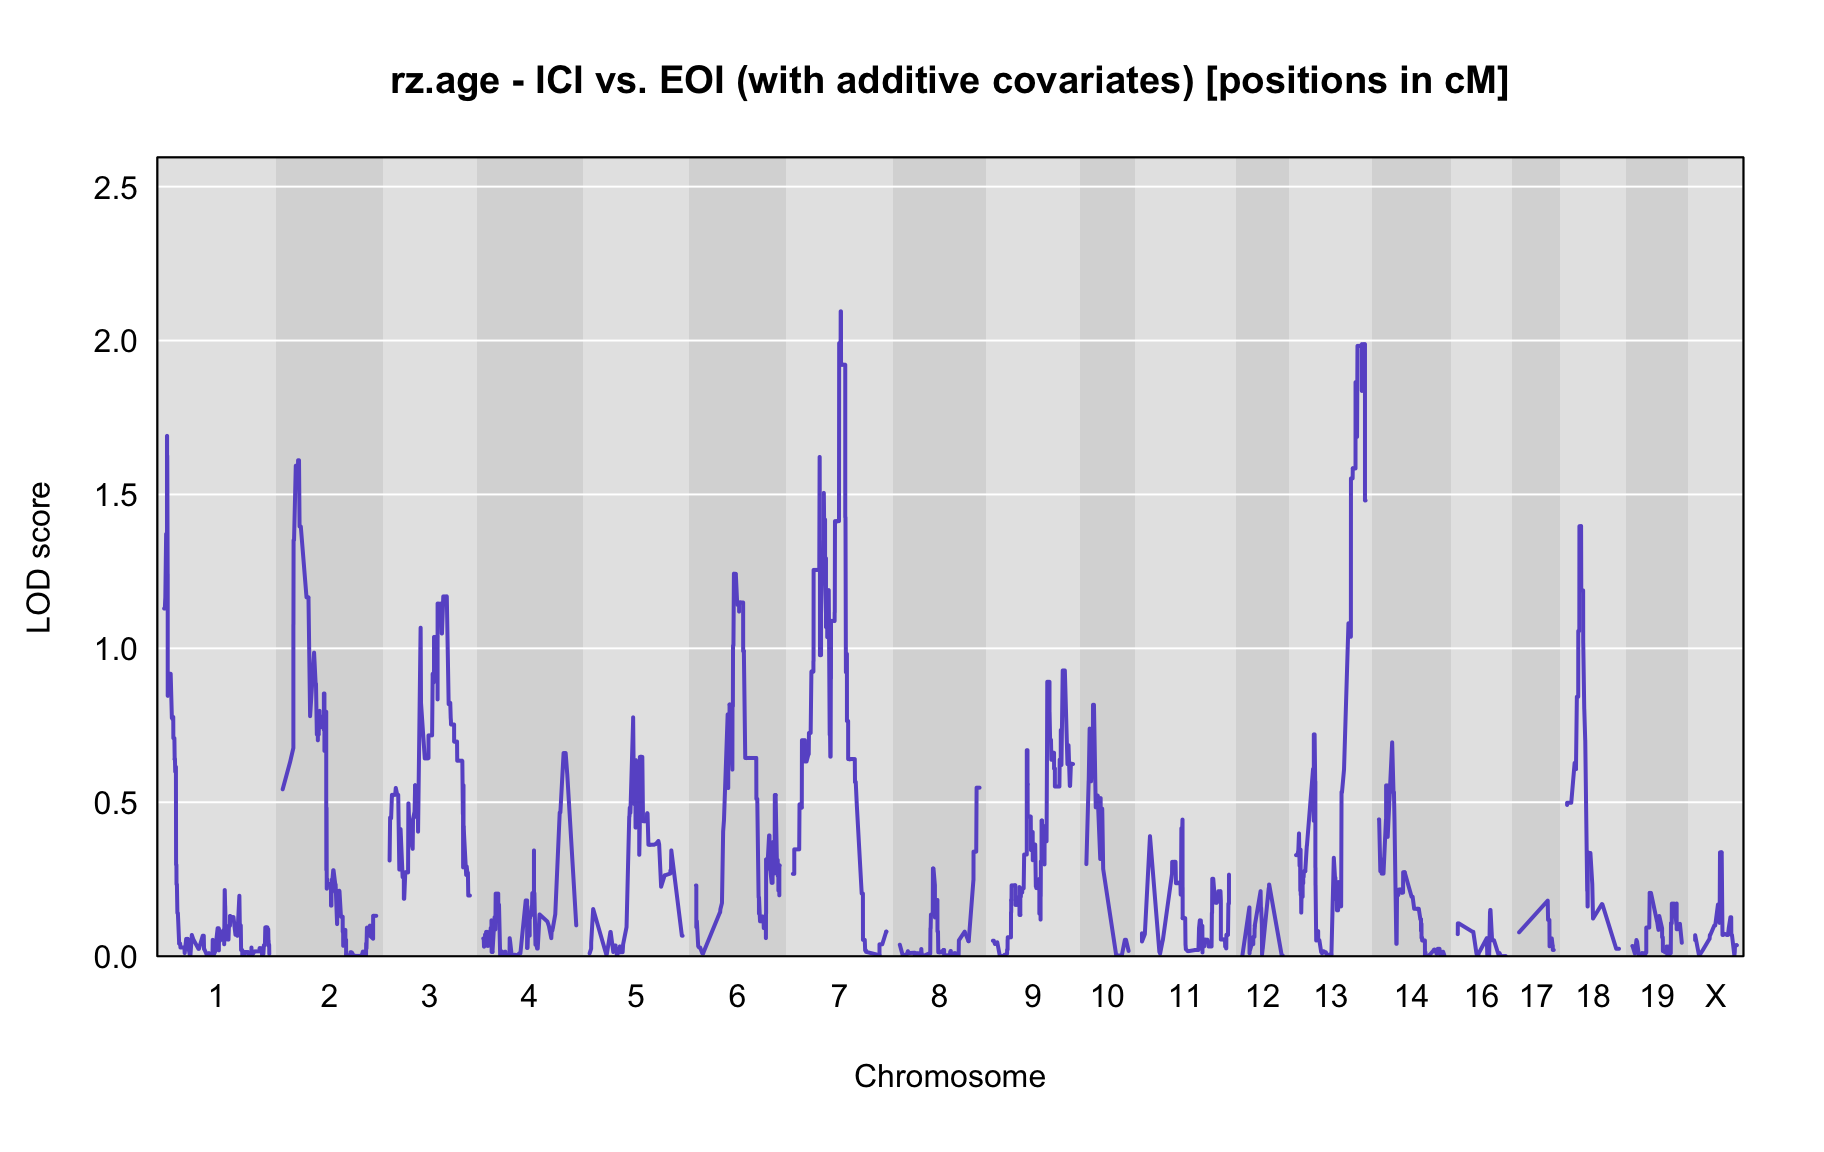 rz.age - ICI vs. EOI (with additive covariates) [positions in cM]
2.5
2.0
1.5
1.0
0.5
0.0
LOD score
1 2 3 4 5 6 7 8 9 10 11 12 13 14 16 17 18 19 X
Chromosome